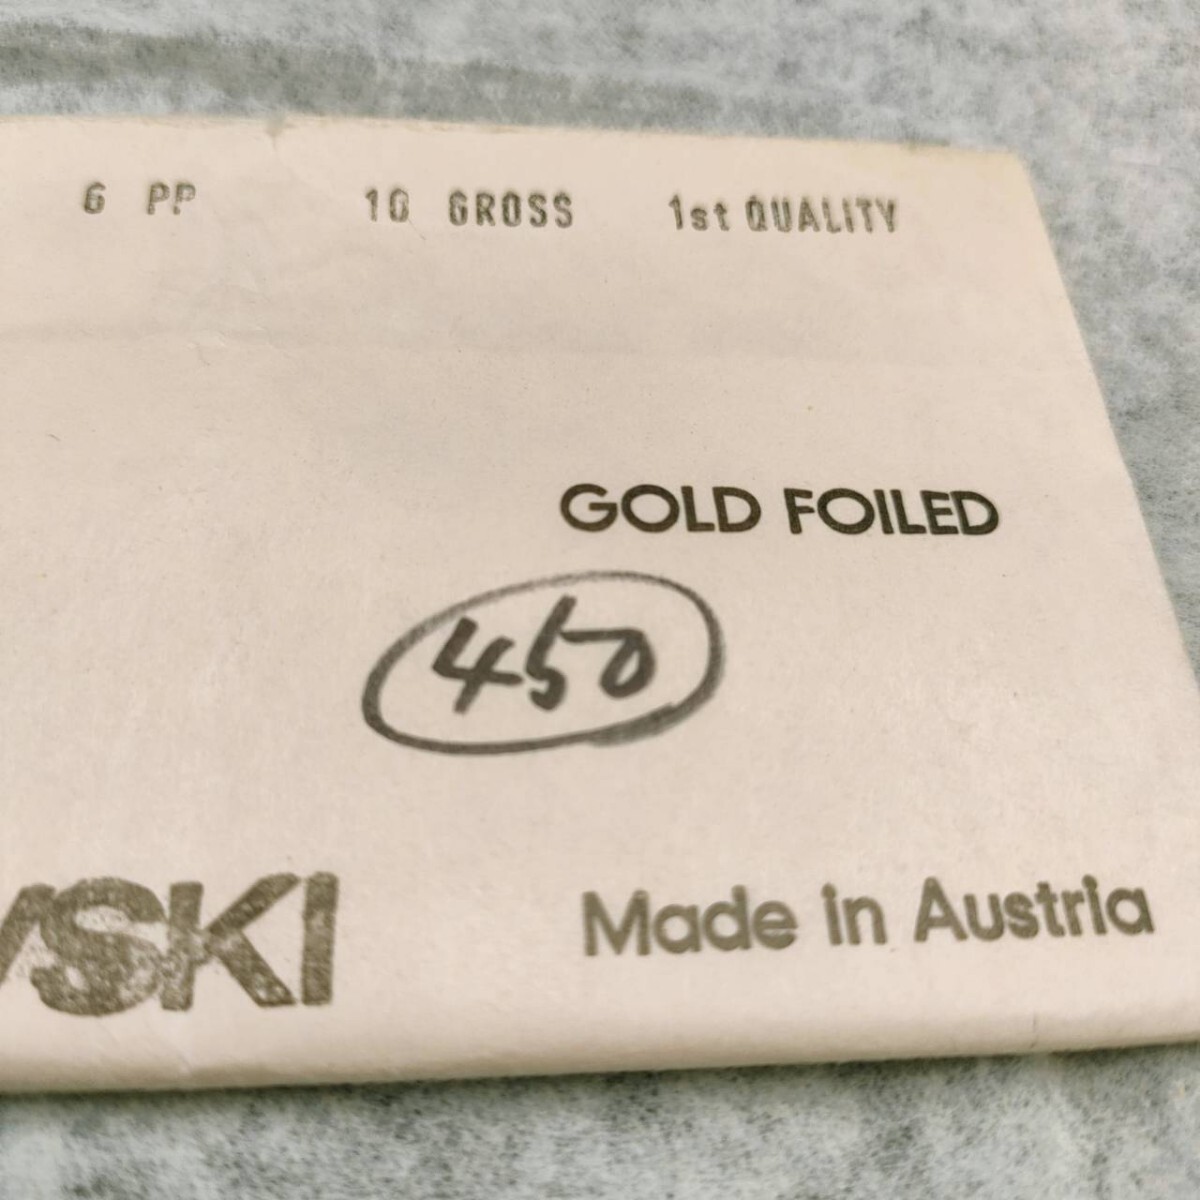 6 PP 10 GROSS 1st QUALITY
GOLD FOILED
450
VSKI Made in Austria